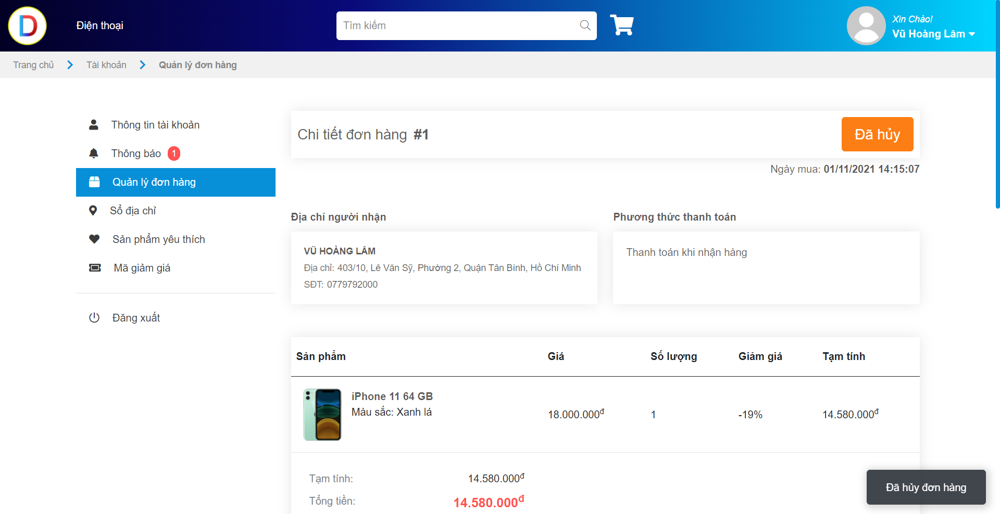 D
Điện thoại
Tìm kiếm
Xin Chào!
Vũ Hoàng Lâm
Trang chủ
Tài khoản
Quản lý đơn hàng
Thông tin tài khoản
Thông báo 1
Quản lý đơn hàng
Sổ địa chỉ
Sản phẩm yêu thích
Mã giảm giá
Đăng xuất
Chi tiết đơn hàng #1
Đã hủy
Ngày mua: 01/11/2021 14:15:07
Địa chỉ người nhận
VŨ HOÀNG LÂM
Địa chỉ: 403/10, Lê Văn Sỹ, Phường 2, Quận Tân Bình, Hồ Chí Minh
SĐT: 0779792000
Phương thức thanh toán
Thanh toán khi nhận hàng
Sản phẩm Giá Số lượng Giảm giá Tạm tính
iPhone 11 64 GB
Màu sắc: Xanh lá
18.000.000đ 1 -19% 14.580.000đ
Tạm tính: 14.580.000đ
Tổng tiền: 14.580.000đ
Đã hủy đơn hàng